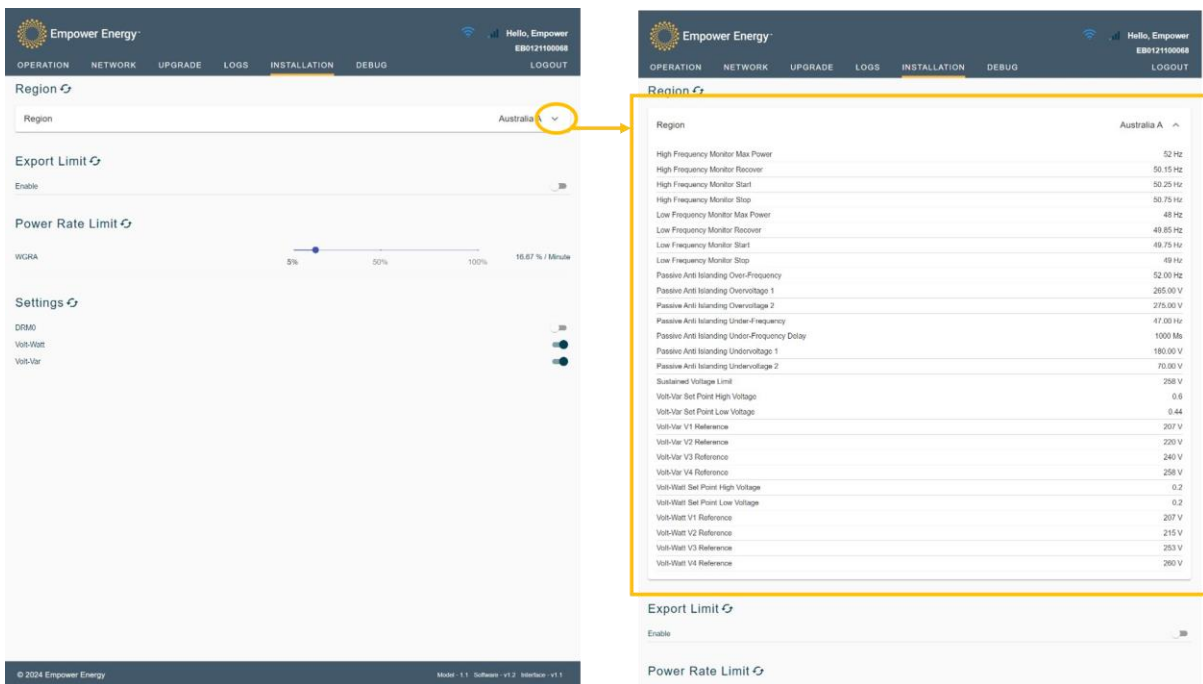 Empower Energy
Hello, Empower
EB0121100068
OPERATION NETWORK UPGRADE LOGS INSTALLATION DEBUG LOGOUT
Region
Region Australia A
Export Limit
Enable
Power Rate Limit
WGRA 16.67 % / Minute
5% 50% 100%
Settings
DRM0
Volt-Watt
Volt-Var
© 2024 Empower Energy Model - 1.1 Software - v1.2 Interface - v1.1
Empower Energy
Hello, Empower
EB0121100068
OPERATION NETWORK UPGRADE LOGS INSTALLATION DEBUG LOGOUT
Region
Region Australia A
High Frequency Monitor Max Power 52 Hz
High Frequency Monitor Recover 50.15 Hz
High Frequency Monitor Start 50.25 Hz
High Frequency Monitor Stop 50.75 Hz
Low Frequency Monitor Max Power 48 Hz
Low Frequency Monitor Recover 49.85 Hz
Low Frequency Monitor Start 49.75 Hz
Low Frequency Monitor Stop 49 Hz
Passive Anti Islanding Over-Frequency 52.00 Hz
Passive Anti Islanding Overvoltage 1 265.00 V
Passive Anti Islanding Overvoltage 2 275.00 V
Passive Anti Islanding Under-Frequency 47.00 Hz
Passive Anti Islanding Under-Frequency Delay 1000 Ms
Passive Anti Islanding Undervoltage 1 180.00 V
Passive Anti Islanding Undervoltage 2 70.00 V
Sustained Voltage Limit 258 V
Volt-Var Set Point High Voltage 0.6
Volt-Var Set Point Low Voltage 0.44
Volt-Var V1 Reference 207 V
Volt-Var V2 Reference 220 V
Volt-Var V3 Reference 240 V
Volt-Var V4 Reference 258 V
Volt-Watt Set Point High Voltage 0.2
Volt-Watt Set Point Low Voltage 0.2
Volt-Watt V1 Reference 207 V
Volt-Watt V2 Reference 215 V
Volt-Watt V3 Reference 253 V
Volt-Watt V4 Reference 260 V
Export Limit
Enable
Power Rate Limit